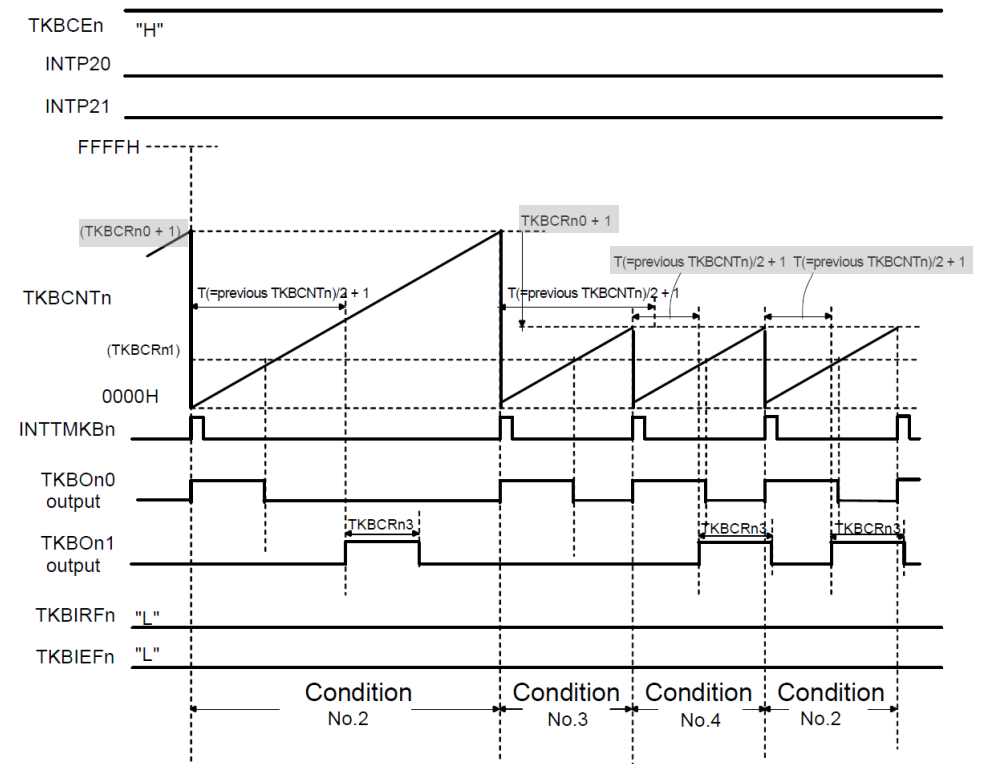 TKBCEn "H"
INTP20
INTP21
FFFFH
(TKBCRn0 + 1)
TKBCRn0 + 1
T(=previous TKBCNTn)/2 + 1 T(=previous TKBCNTn)/2 + 1
TKBCNTn
T(=previous TKBCNTn)/2 + 1
T(=previous TKBCNTn)/2 + 1
(TKBCRn1)
0000H
INTTMKBn
TKBOn0
output
TKBOn1
output
TKBCRn3
TKBCRn3
TKBCRn3
TKBIRFn "L"
TKBIEFn "L"
Condition
No.2
Condition
No.3
Condition
No.4
Condition
No.2